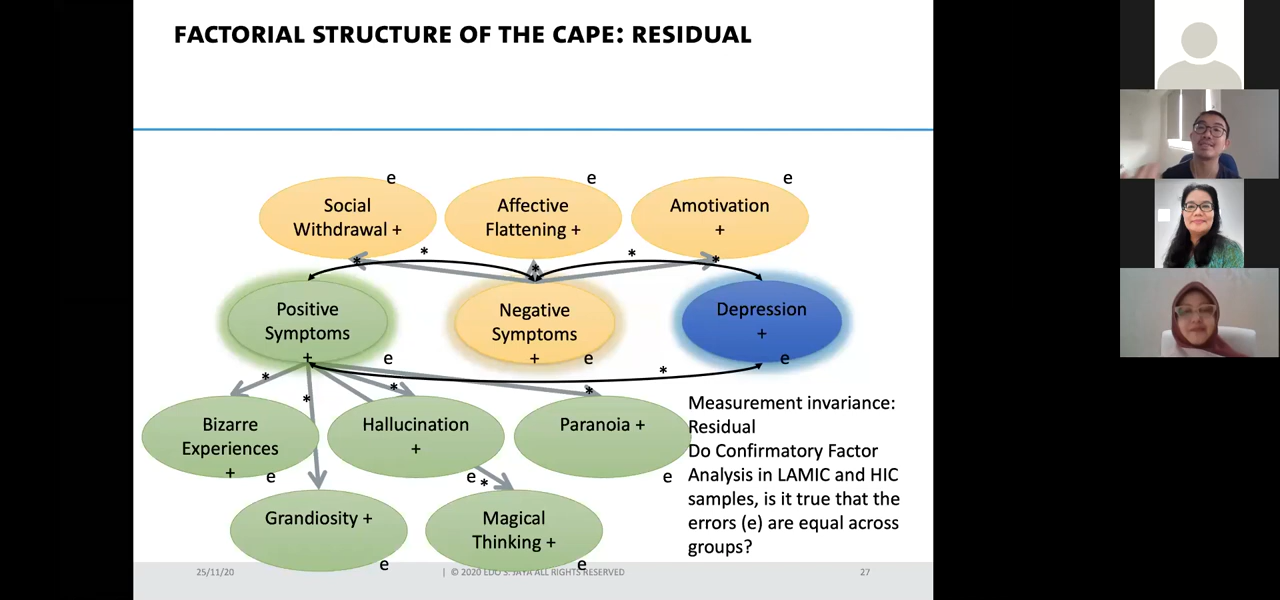 FACTORIAL STRUCTURE OF THE CAPE: RESIDUAL
e
e
e
Social
Withdrawal +
Affective
Flattening +
Amotivation
+
*
*
*
*
*
Positive
Symptoms
+
e
Negative
Symptoms
+
e
Depression
+
e
*
*
*
*
*
Bizarre
Experiences
+
e
Hallucination
+
e
*
Paranoia +
e
Grandiosity +
e
Magical
Thinking +
e
Measurement invariance:
Residual
Do Confirmatory Factor
Analysis in LAMIC and HIC
samples, is it true that the
errors (e) are equal across
groups?
25/11/20
| © 2020 EDO S. JAYA ALL RIGHTS RESERVED
27